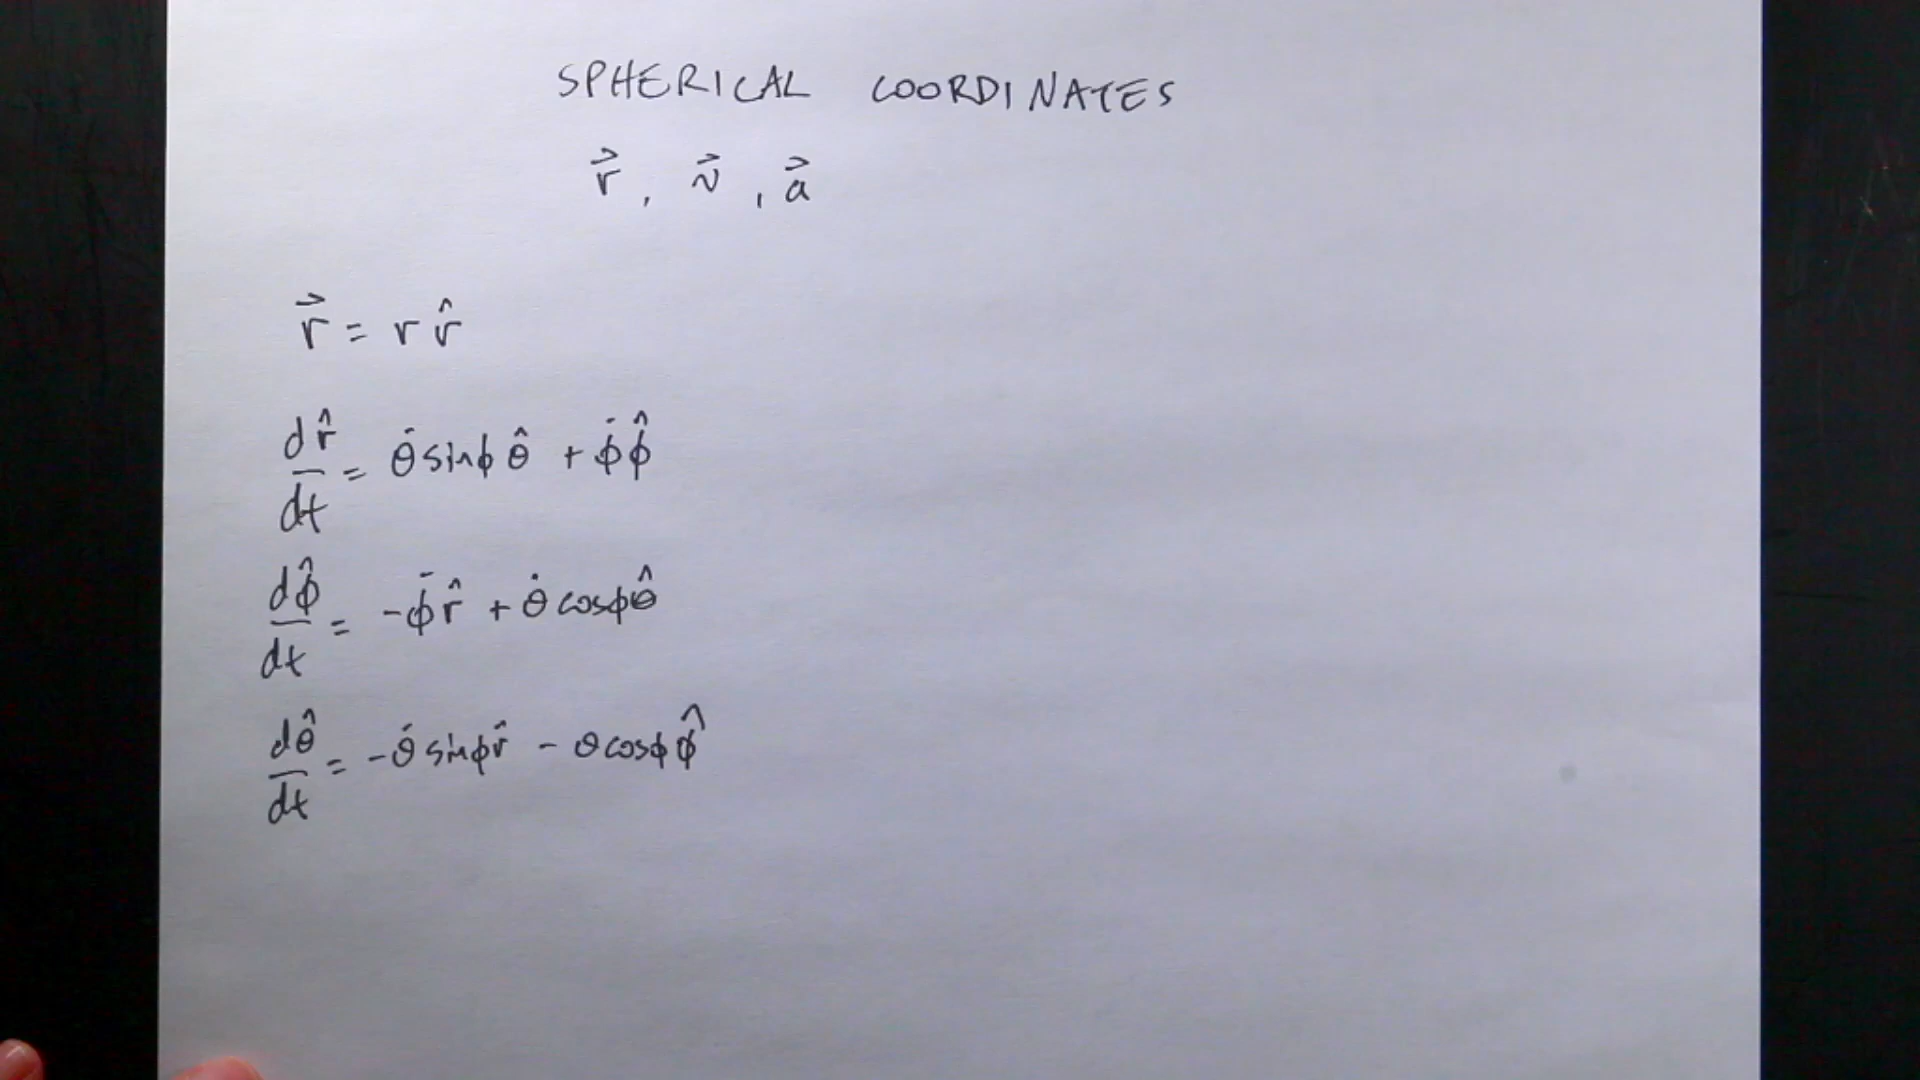 SPHERICAL COORDINATES
r⃗, v⃗, a⃗
r⃗ = r r̂
dr̂/dt = θ̇ sinϕ θ̂ + ϕ̇ ϕ̂
dϕ̂/dt = -ϕ̇ r̂ + θ̇ cosϕ θ̂
dθ̂/dt = -θ̇ sinϕ r̂ - θ cosϕ ϕ̂